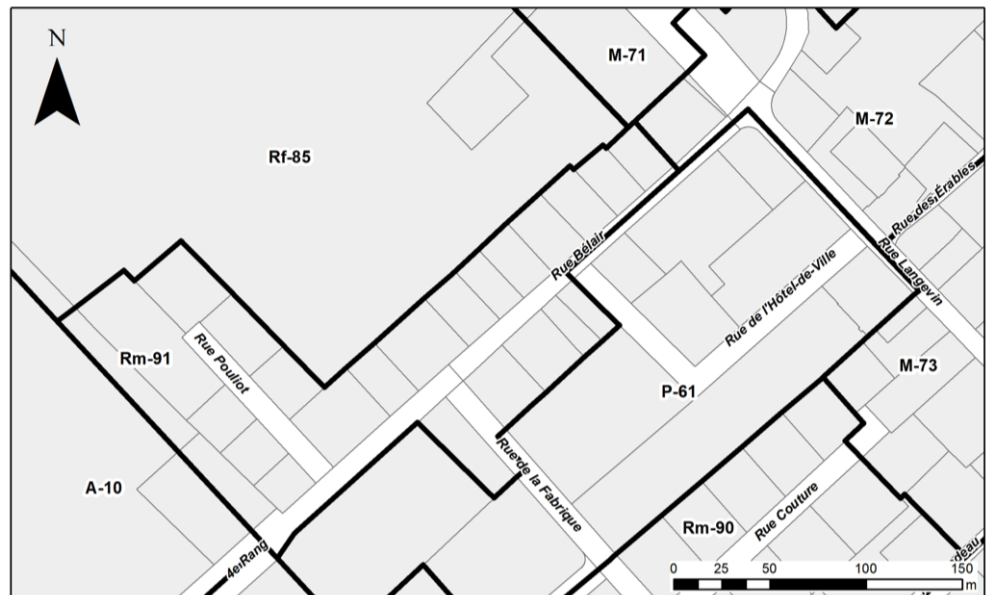 N
M-71
M-72
Rf-85
Rue des Érables
Rue Bélair
Rue Langevin
Rue de l'Hôtel-de-Ville
Rm-91
Rue Pouliot
M-73
P-61
A-10
Rue de la Fabrique
Rue Couture
Rm-90
4e Rang
deau
0 25 50 100 150
m